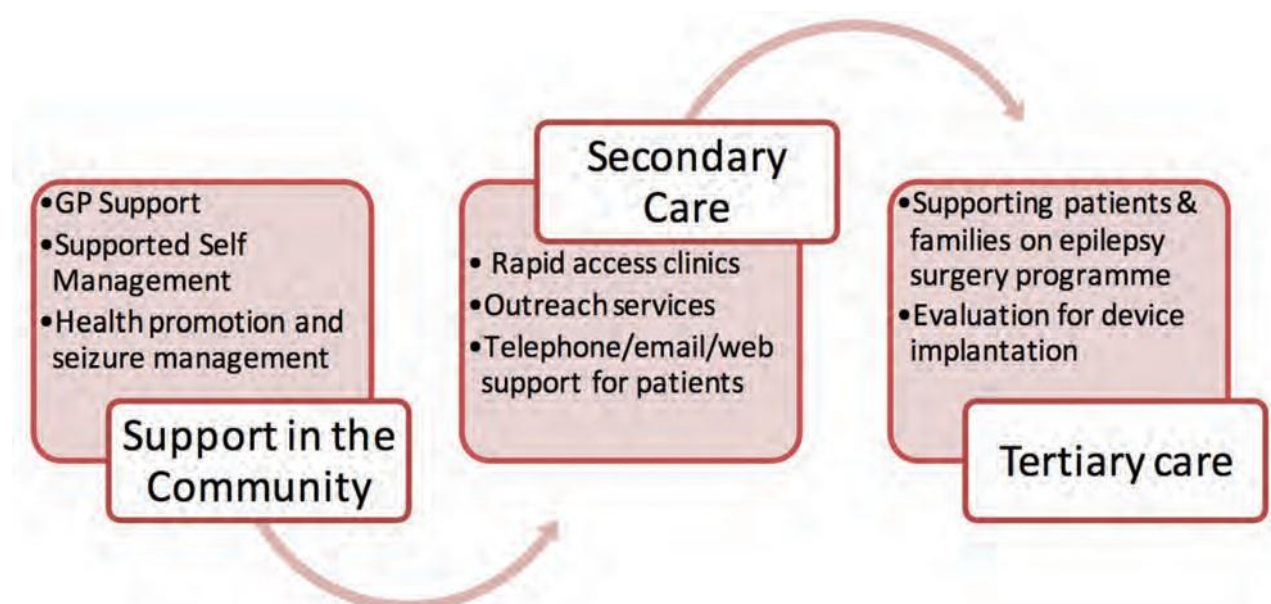 •GP Support
•Supported Self
Management
•Health promotion and
seizure management
Support in the
Community
Secondary
Care
• Rapid access clinics
•Outreach services
•Telephone/email/web
support for patients
•Supporting patients &
families on epilepsy
surgery programme
•Evaluation for device
implantation
Tertiary care